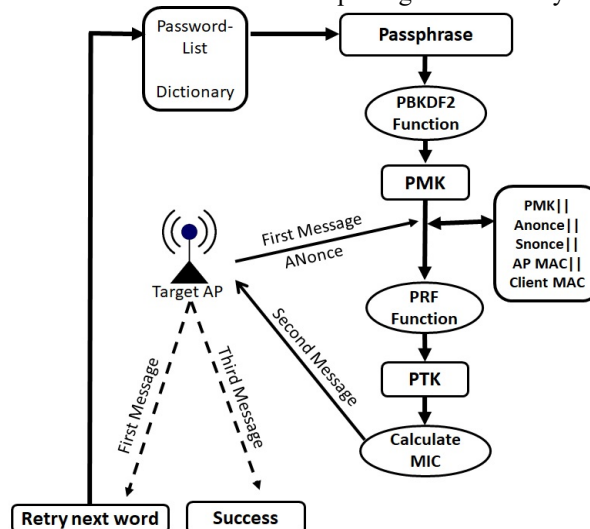 Password-
List
Dictionary
Passphrase
PBKDF2
Function
PMK
PMK||
Anonce||
Snonce||
AP MAC||
Client MAC
First Message
ANonce
Target AP
PRF
Function
Second Message
PTK
First Message
Third Message
Calculate
MIC
Retry next word
Success